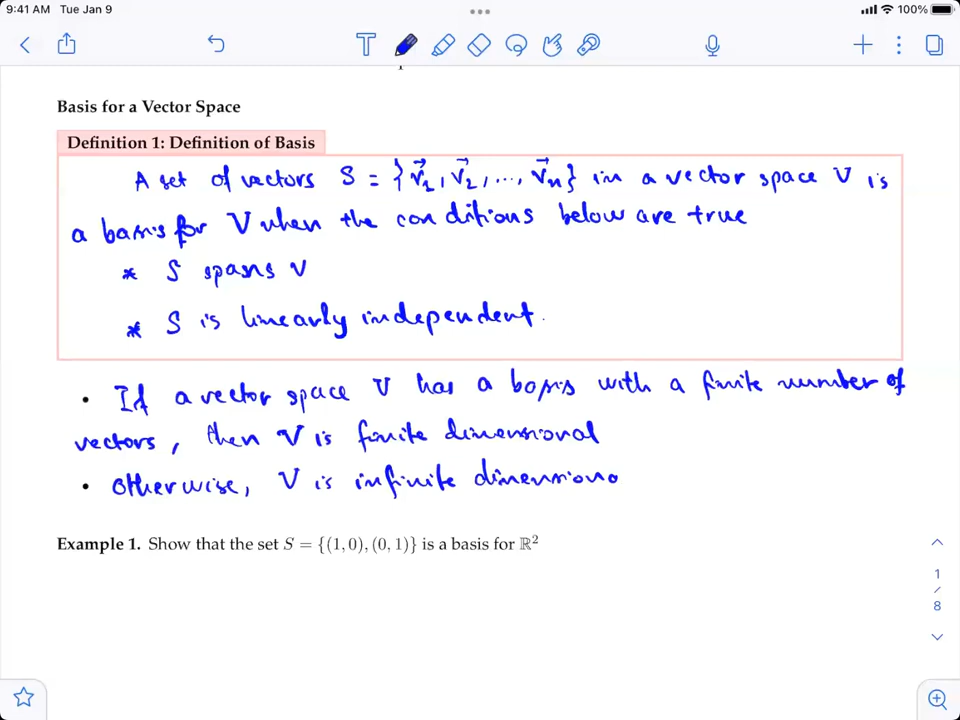 9:41 AM Tue Jan 9
100%
Basis for a Vector Space
Definition 1: Definition of Basis
A set of vectors S = {v⃗₁, v⃗₂, ..., v⃗ₙ} in a vector space V is
a basis for V when the conditions below are true
* S spans V
* S is linearly independent.
• If a vector space V has a basis with a finite number of
vectors, then V is finite dimensional
• otherwise, V is infinite dimensiona
Example 1. Show that the set S = {(1, 0), (0, 1)} is a basis for ℝ²
1
/
8